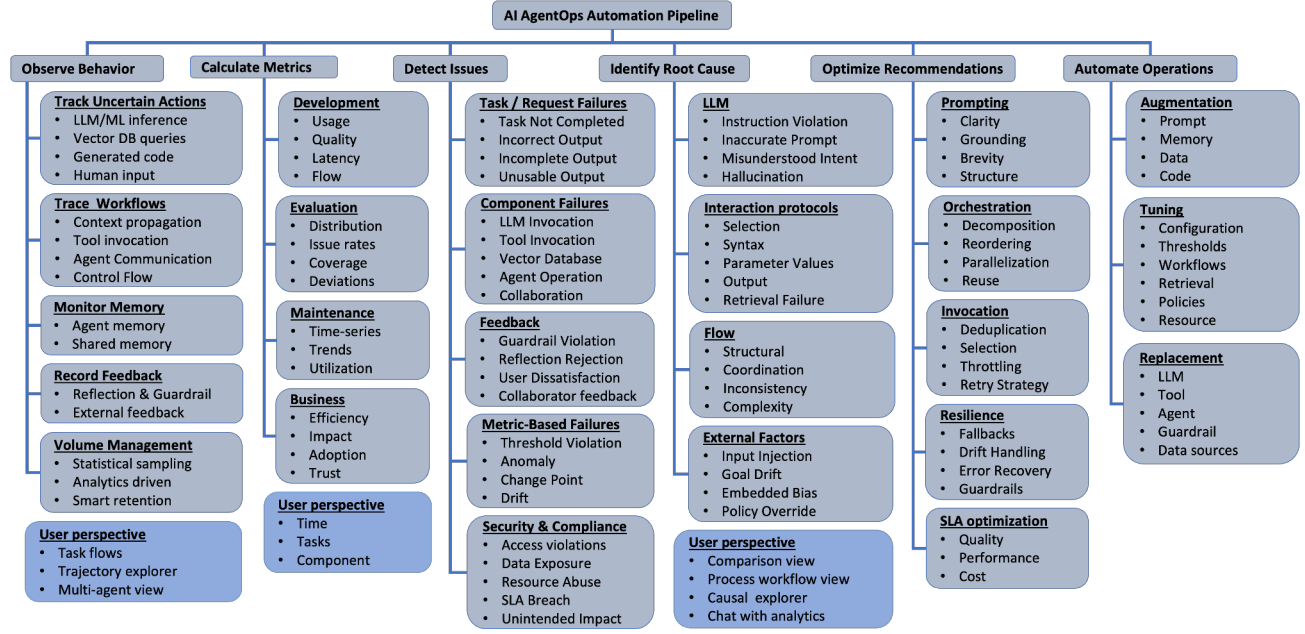 AI AgentOps Automation Pipeline
Observe Behavior
Track Uncertain Actions
• LLM/ML inference
• Vector DB queries
• Generated code
• Human input
Trace Workflows
• Context propagation
• Tool invocation
• Agent Communication
• Control Flow
Monitor Memory
• Agent memory
• Shared memory
Record Feedback
• Reflection & Guardrail
• External feedback
Volume Management
• Statistical sampling
• Analytics driven
• Smart retention
User perspective
• Task flows
• Trajectory explorer
• Multi-agent view
Calculate Metrics
Development
• Usage
• Quality
• Latency
• Flow
Evaluation
• Distribution
• Issue rates
• Coverage
• Deviations
Maintenance
• Time-series
• Trends
• Utilization
Business
• Efficiency
• Impact
• Adoption
• Trust
User perspective
• Time
• Tasks
• Component
Detect Issues
Task / Request Failures
• Task Not Completed
• Incorrect Output
• Incomplete Output
• Unusable Output
Component Failures
• LLM Invocation
• Tool Invocation
• Vector Database
• Agent Operation
• Collaboration
Feedback
• Guardrail Violation
• Reflection Rejection
• User Dissatisfaction
• Collaborator feedback
Metric-Based Failures
• Threshold Violation
• Anomaly
• Change Point
• Drift
Security & Compliance
• Access violations
• Data Exposure
• Resource Abuse
• SLA Breach
• Unintended Impact
Identify Root Cause
LLM
• Instruction Violation
• Inaccurate Prompt
• Misunderstood Intent
• Hallucination
Interaction protocols
• Selection
• Syntax
• Parameter Values
• Output
• Retrieval Failure
Flow
• Structural
• Coordination
• Inconsistency
• Complexity
External Factors
• Input Injection
• Goal Drift
• Embedded Bias
• Policy Override
User perspective
• Comparison view
• Process workflow view
• Causal explorer
• Chat with analytics
Optimize Recommendations
Prompting
• Clarity
• Grounding
• Brevity
• Structure
Orchestration
• Decomposition
• Reordering
• Parallelization
• Reuse
Invocation
• Deduplication
• Selection
• Throttling
• Retry Strategy
Resilience
• Fallbacks
• Drift Handling
• Error Recovery
• Guardrails
SLA optimization
• Quality
• Performance
• Cost
Automate Operations
Augmentation
• Prompt
• Memory
• Data
• Code
Tuning
• Configuration
• Thresholds
• Workflows
• Retrieval
• Policies
• Resource
Replacement
• LLM
• Tool
• Agent
• Guardrail
• Data sources